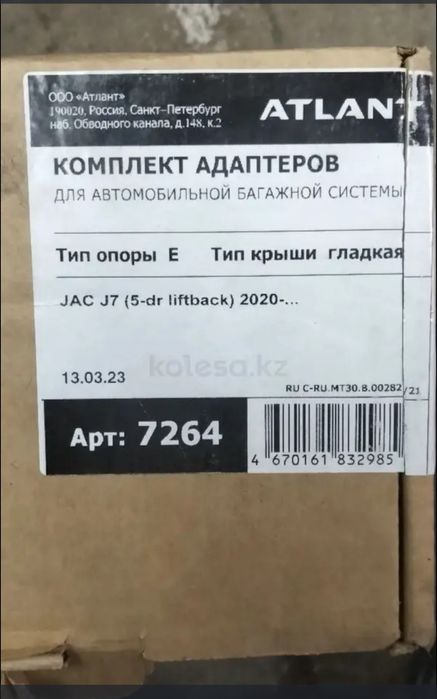 ООО «Атлант»
190020, Россия, Санкт-Петербург
наб. Обводного канала, д.148, к.2
ATLANT
КОМПЛЕКТ АДАПТЕРОВ
ДЛЯ АВТОМОБИЛЬНОЙ БАГАЖНОЙ СИСТЕМЫ
Тип опоры Е Тип крыши гладкая
JAC J7 (5-dr liftback) 2020-...
kolesa.kz
13.03.23
RU C-RU.МТ30.В.00282/21
Арт: 7264
4 670161 832985